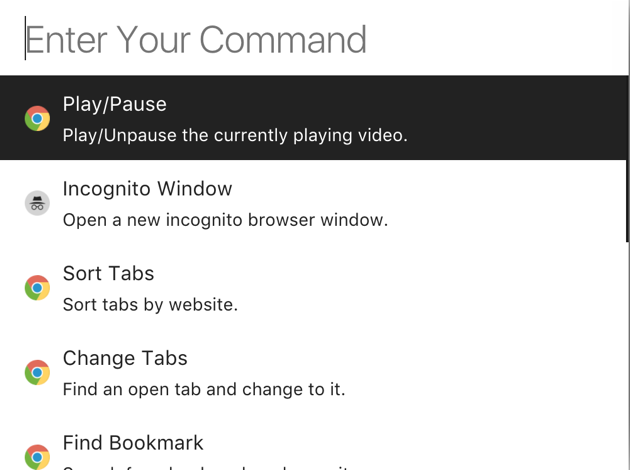 Enter Your Command
Play/Pause
Play/Unpause the currently playing video.
Incognito Window
Open a new incognito browser window.
Sort Tabs
Sort tabs by website.
Change Tabs
Find an open tab and change to it.
Find Bookmark